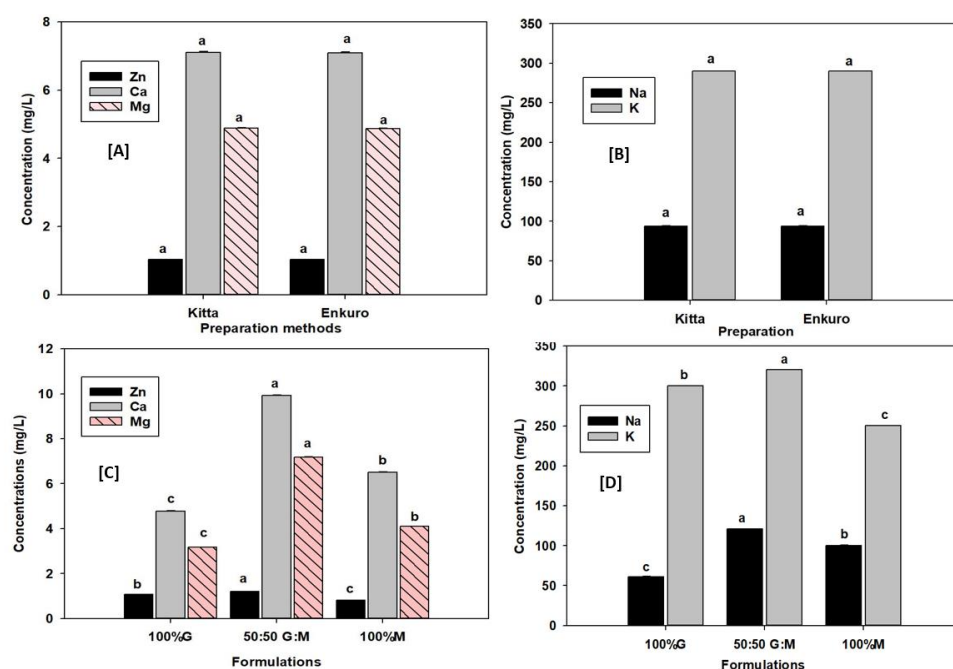 8
6
4
2
0
Concentration (mg/L)
Zn
Ca
Mg
[A]
a
a
a
a
a
a
Kitta
Enkuro
Preparation methods
350
300
250
200
150
100
50
0
Concentration (mg/L)
Na
K
[B]
a
a
a
a
Kitta
Enkuro
Preparation
12
10
8
6
4
2
0
Concentrations (mg/L)
Zn
Ca
Mg
[C]
b
c
c
a
a
a
c
b
b
100%G
50:50 G:M
100%M
Formulations
350
300
250
200
150
100
50
0
Concentration (mg/L)
Na
K
[D]
c
b
a
a
b
c
100%G
50:50 G:M
100%M
Formulations